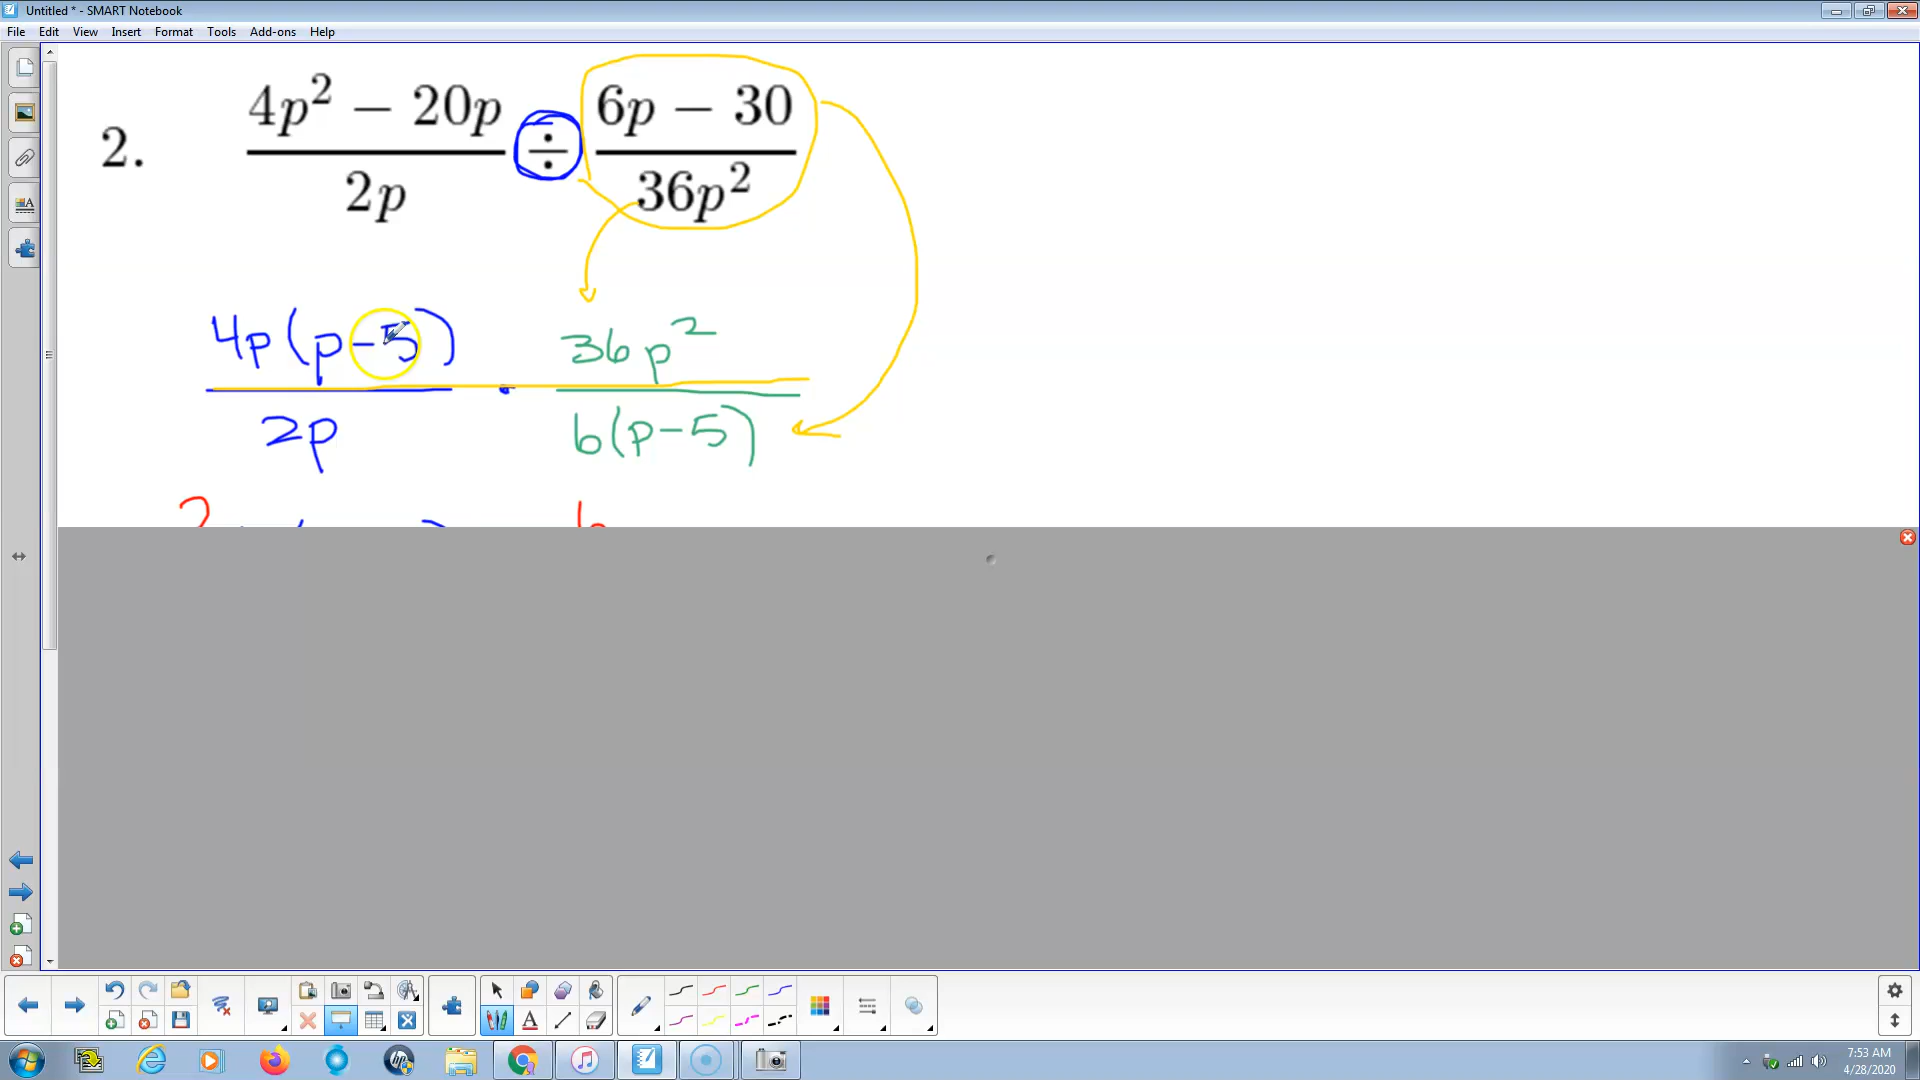 Untitled * - SMART Notebook
File Edit View Insert Format Tools Add-ons Help
2. 4p² − 20p ÷ 6p − 30
2p 36p²
4p(p-5) · 36p²
2p 6(p-5)
A
7:53 AM
4/28/2020